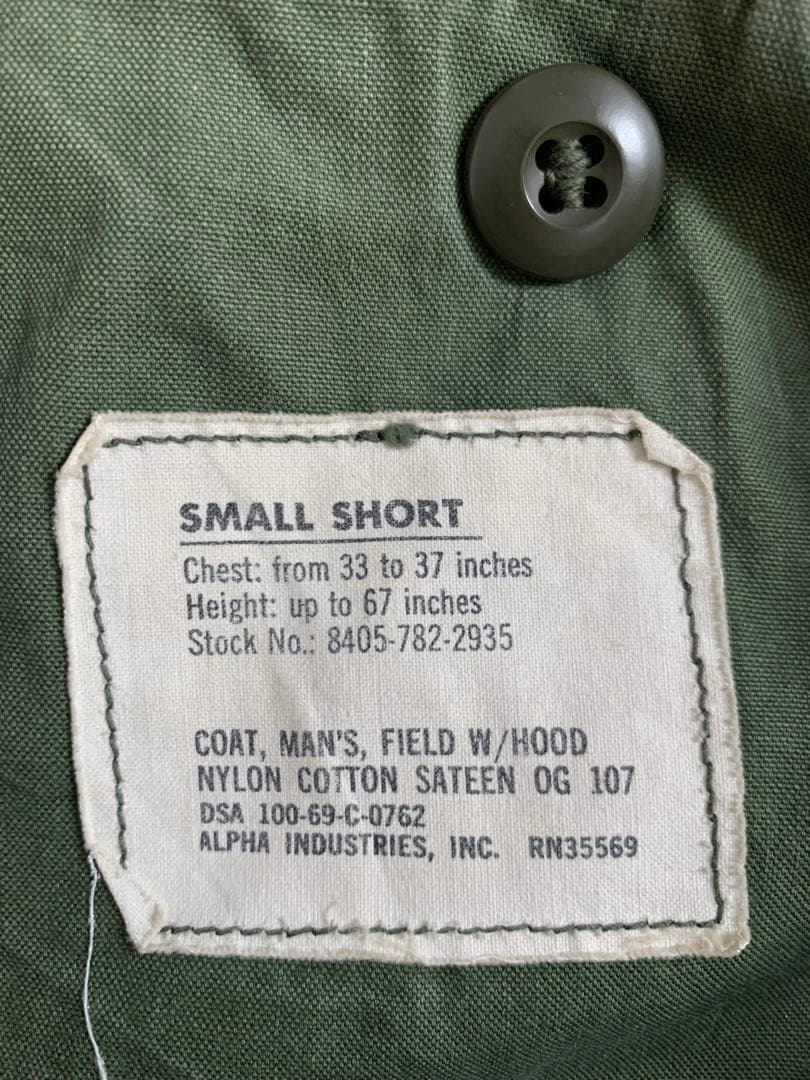 SMALL SHORT
Chest: from 33 to 37 inches
Height: up to 67 inches
Stock No.: 8405-782-2935
COAT, MAN'S, FIELD W/HOOD
NYLON COTTON SATEEN OG 107
DSA 100-69-C-0762
ALPHA INDUSTRIES, INC. RN35569